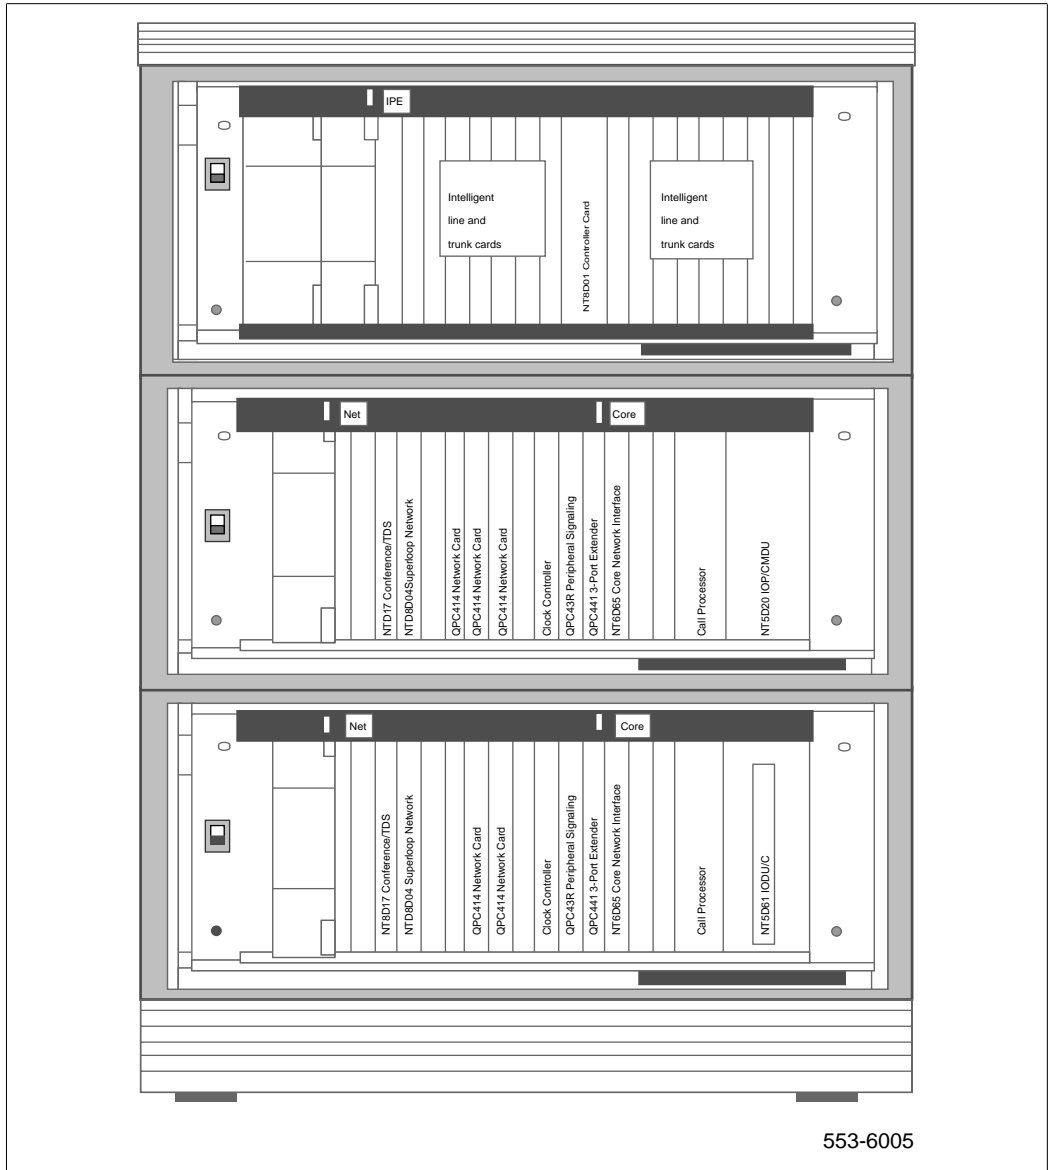 IPE
Intelligent
line and
trunk cards
NT8D01 Controller Card
Intelligent
line and
trunk cards
Net
Core
NTD17 Conference/TDS
NTD8D04Superloop Network
QPC414 Network Card
QPC414 Network Card
QPC414 Network Card
Clock Controller
QPC43R Peripheral Signaling
QPC441 3-Port Extender
NT6D65 Core Network Interface
Call Processor
NT5D20 IOP/CMDU
Net
Core
NT8D17 Conference/TDS
NTD8D04 Superloop Network
QPC414 Network Card
QPC414 Network Card
Clock Controller
QPC43R Peripheral Signaling
QPC441 3-Port Extender
NT6D65 Core Network Interface
Call Processor
NT5D61 IODU/C
553-6005